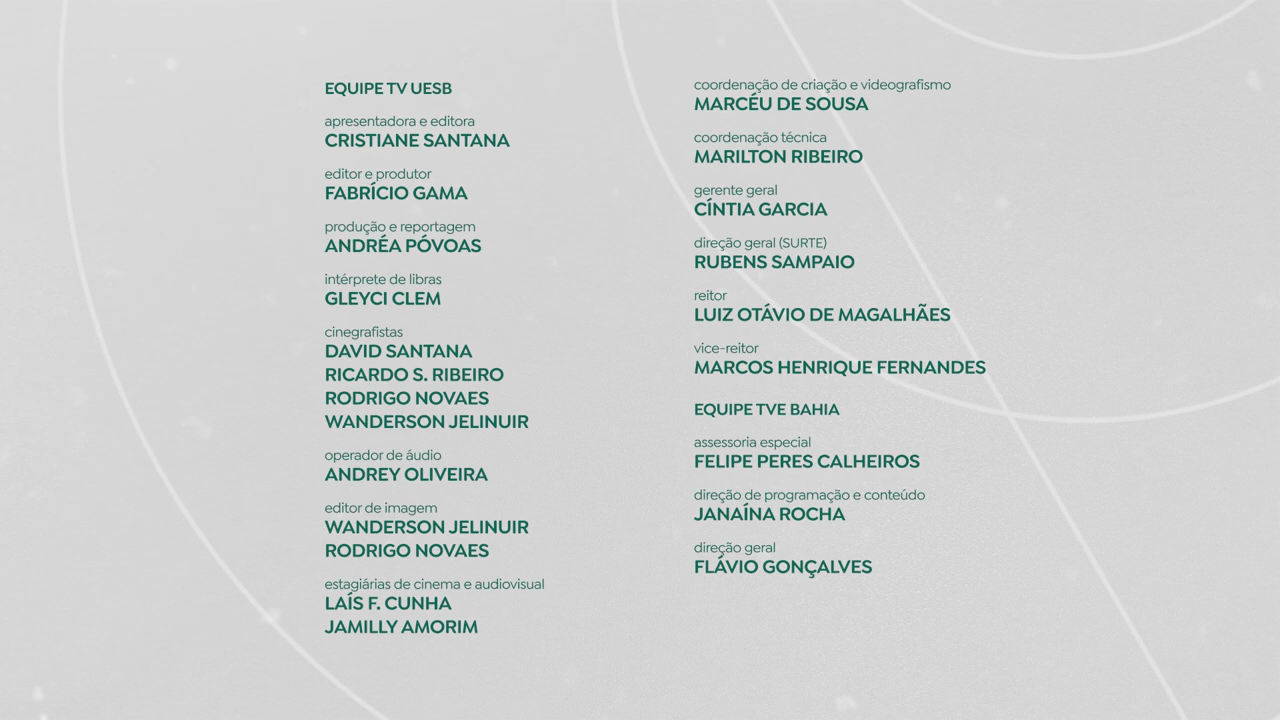 EQUIPE TV UESB
apresentadora e editora
CRISTIANE SANTANA
editor e produtor
FABRÍCIO GAMA
produção e reportagem
ANDRÉA PÓVOAS
intérprete de libras
GLEYCI CLEM
cinegrafistas
DAVID SANTANA
RICARDO S. RIBEIRO
RODRIGO NOVAES
WANDERSON JELINUIR
operador de áudio
ANDREY OLIVEIRA
editor de imagem
WANDERSON JELINUIR
RODRIGO NOVAES
estagiárias de cinema e audiovisual
LAÍS F. CUNHA
JAMILLY AMORIM
coordenação de criação e videografismo
MARCÉU DE SOUSA
coordenação técnica
MARILTON RIBEIRO
gerente geral
CÍNTIA GARCIA
direção geral (SURTE)
RUBENS SAMPAIO
reitor
LUIZ OTÁVIO DE MAGALHÃES
vice-reitor
MARCOS HENRIQUE FERNANDES
EQUIPE TVE BAHIA
assessoria especial
FELIPE PERES CALHEIROS
direção de programação e conteúdo
JANAÍNA ROCHA
direção geral
FLÁVIO GONÇALVES